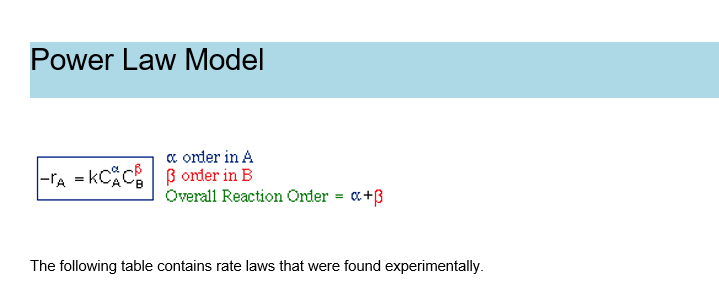 Power Law Model
α order in A
-rA = kCAαCBβ β order in B
Overall Reaction Order = α+β
The following table contains rate laws that were found experimentally.